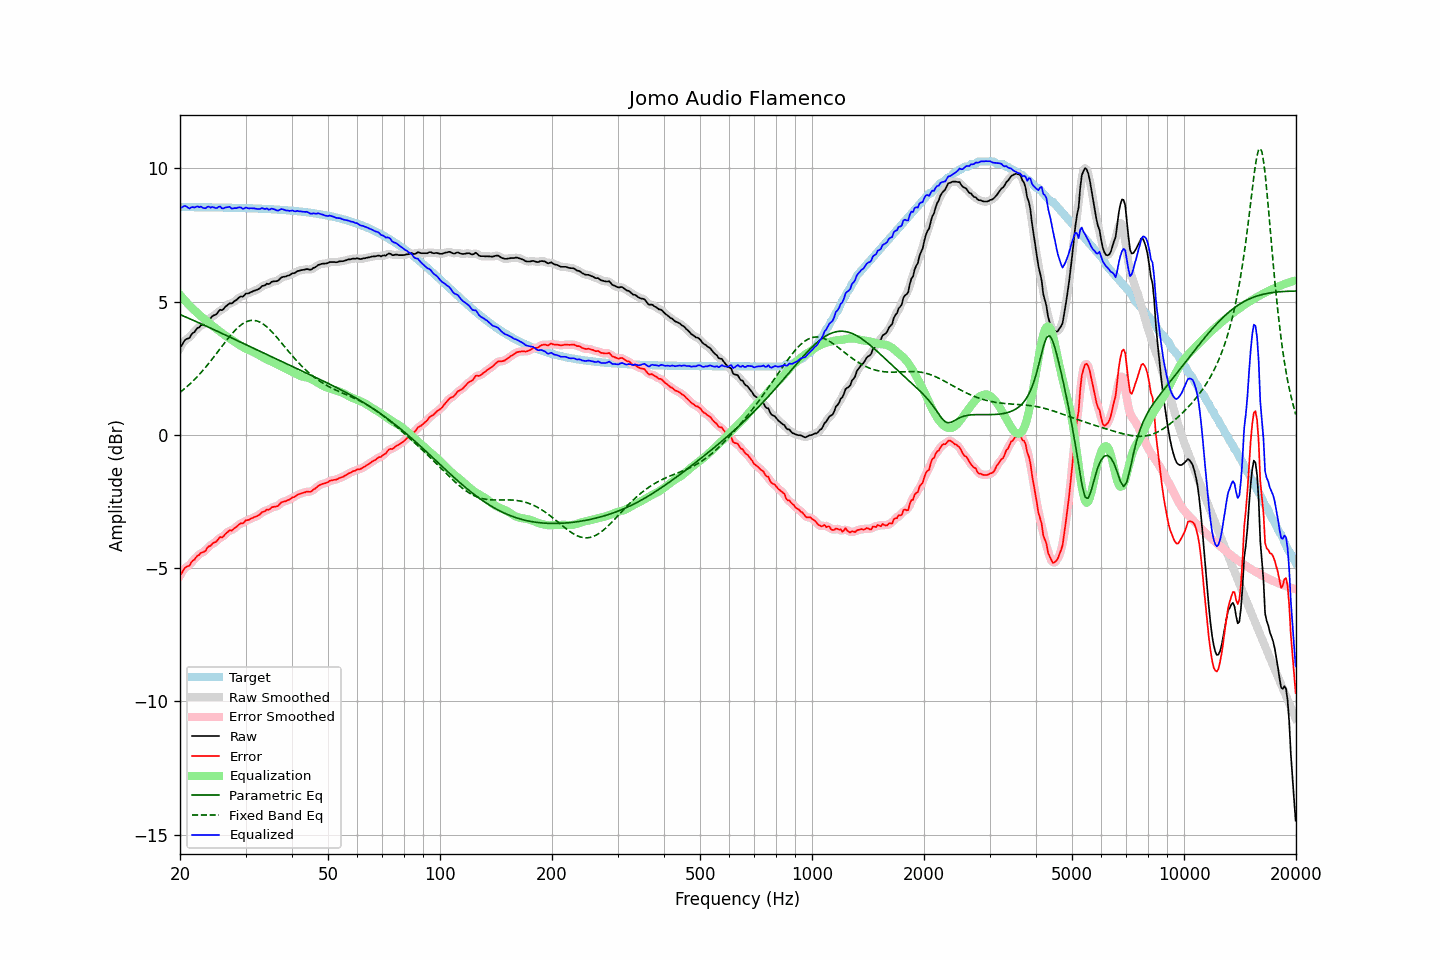 Jomo Audio Flamenco
Amplitude (dBr)
10
5
0
−5
−10
−15
Target
Raw Smoothed
Error Smoothed
Raw
Error
Equalization
Parametric Eq
Fixed Band Eq
Equalized
20 50 100 200 500 1000 2000 5000 10000 20000
Frequency (Hz)